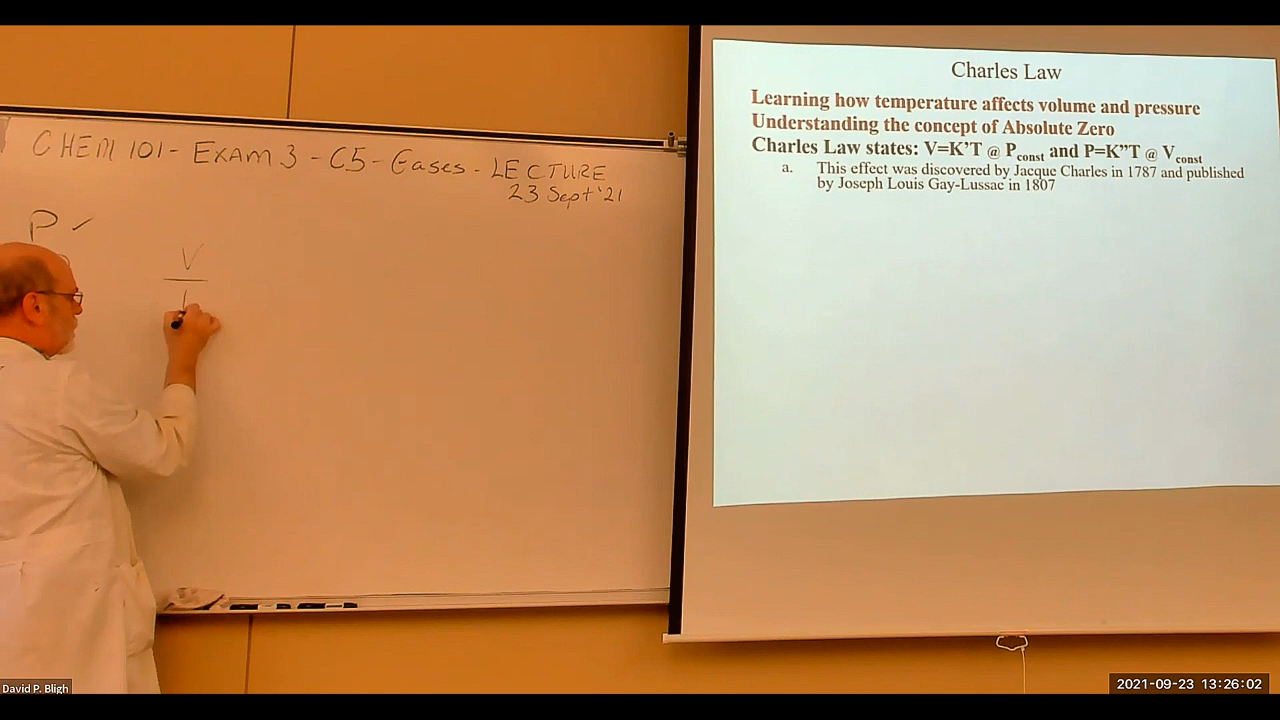 CHEM 101 - EXAM 3 - C5 - Gases - LECTURE
23 Sept '21
P ✓
V
Charles Law
Learning how temperature affects volume and pressure
Understanding the concept of Absolute Zero
Charles Law states: V=K’T @ Pconst and P=K”T @ Vconst
a. This effect was discovered by Jacque Charles in 1787 and published
by Joseph Louis Gay-Lussac in 1807
David P. Bligh
2021-09-23 13:26:02